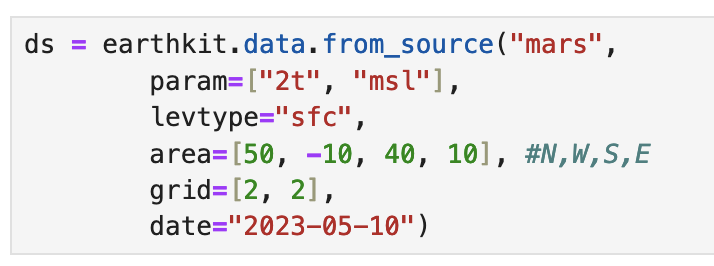 ds = earthkit.data.from_source("mars",
        param=["2t", "msl"],
        levtype="sfc",
        area=[50, -10, 40, 10], #N,W,S,E
        grid=[2, 2],
        date="2023-05-10")